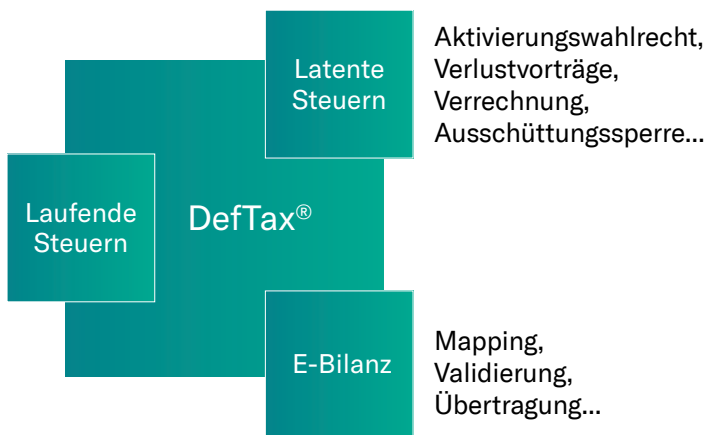 Latente
Steuern
Aktivierungswahlrecht,
Verlustvorträge,
Verrechnung,
Ausschüttungssperre...
Laufende
Steuern
DefTax®
E-Bilanz
Mapping,
Validierung,
Übertragung...